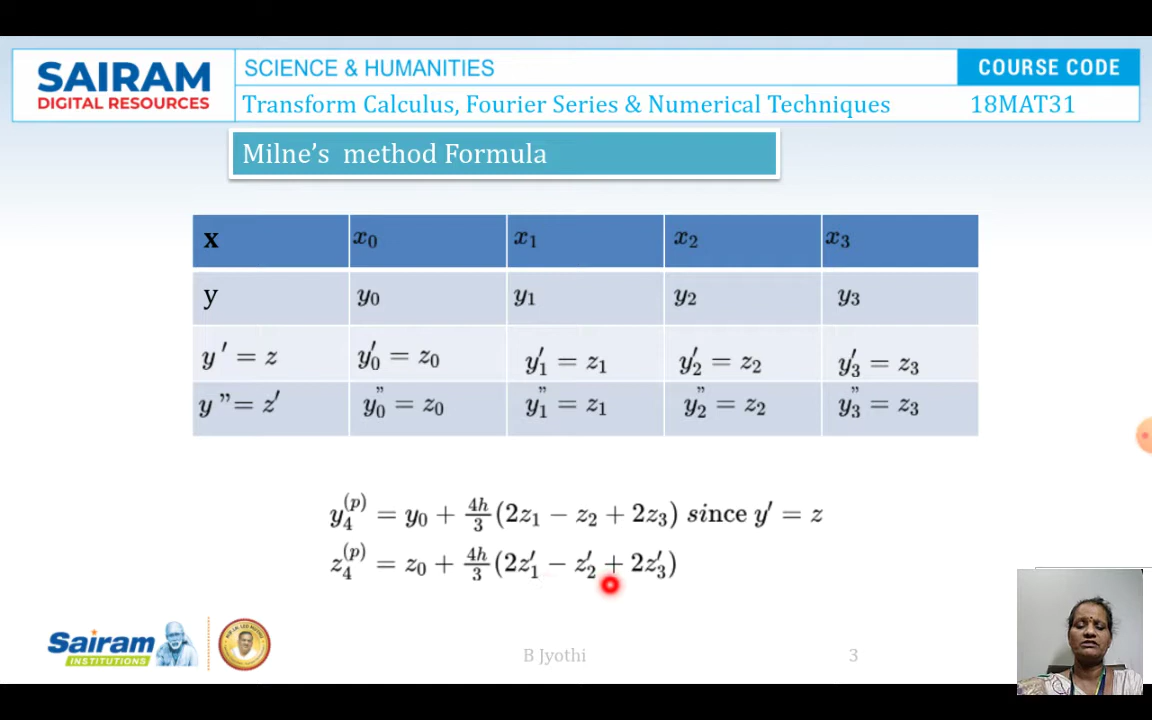 SAIRAM
DIGITAL RESOURCES
SCIENCE & HUMANITIES
COURSE CODE
Transform Calculus, Fourier Series & Numerical Techniques 18MAT31
Milne’s method Formula
x x₀ x₁ x₂ x₃
y y₀ y₁ y₂ y₃
y ′ = z y′₀ = z₀ y′₁ = z₁ y′₂ = z₂ y′₃ = z₃
y ”= z′ y”₀ = z₀ y”₁ = z₁ y”₂ = z₂ y”₃ = z₃
y₄⁽ᵖ⁾ = y₀ + 4h/3 (2z₁ − z₂ + 2z₃) since y′ = z
z₄⁽ᵖ⁾ = z₀ + 4h/3 (2z′₁ − z′₂ + 2z′₃)
Sairam
INSTITUTIONS
B Jyothi
3